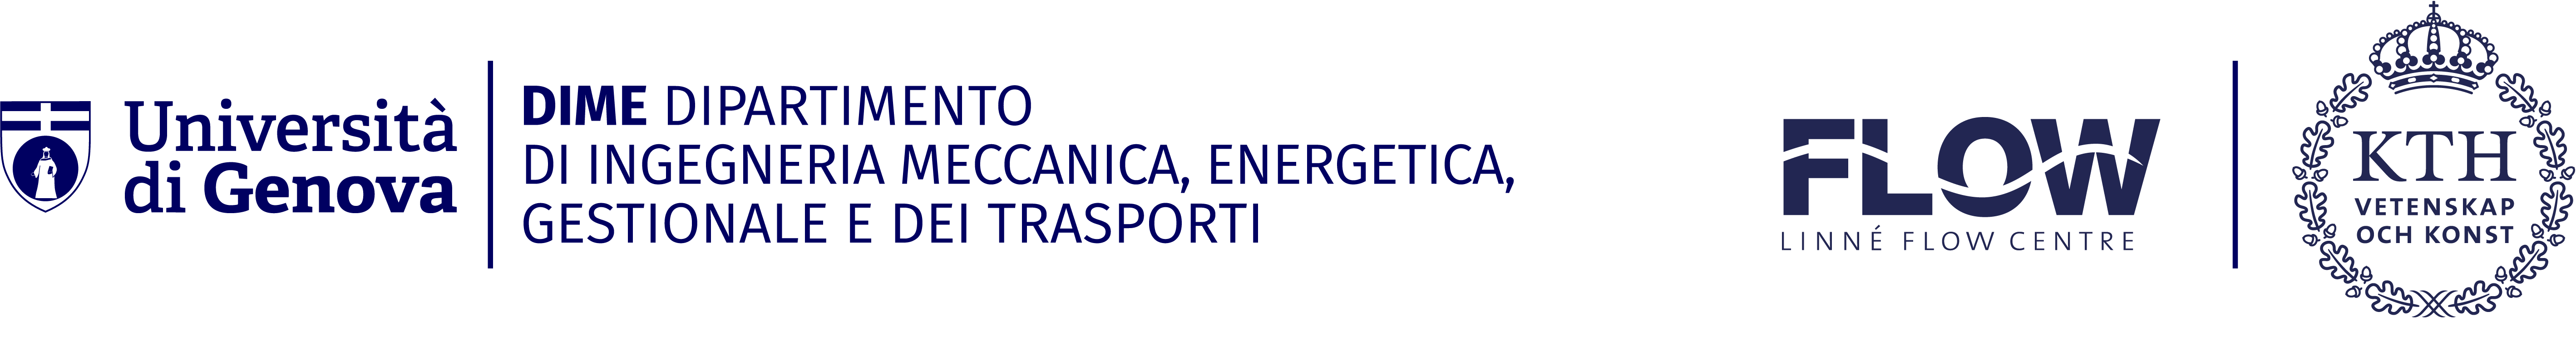 Università
di Genova
DIME DIPARTIMENTO
DI INGEGNERIA MECCANICA, ENERGETICA,
GESTIONALE E DEI TRASPORTI
FLOW
LINNÉ FLOW CENTRE
KTH
VETENSKAP
OCH KONST